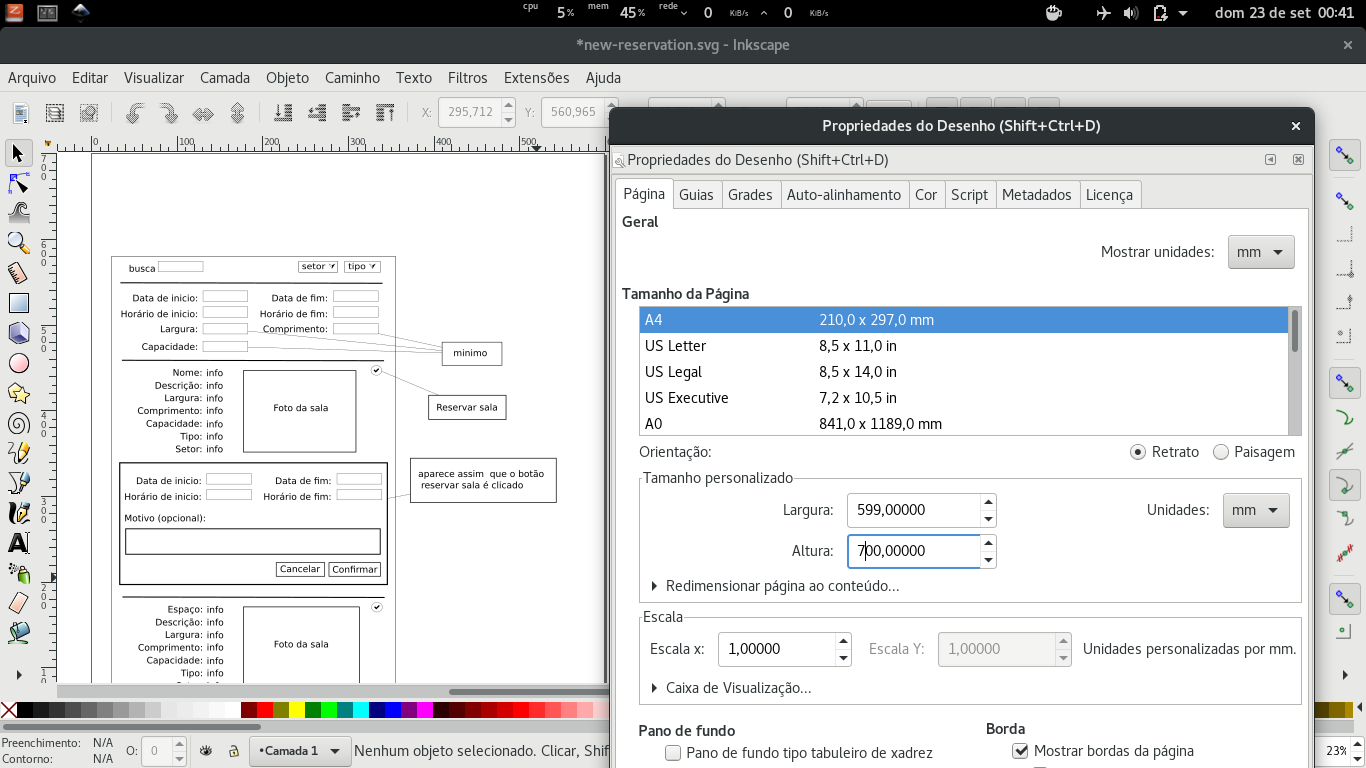 cpu 5% mem 45% rede 0 KiB/s 0 KiB/s dom 23 de set 00:41
*new-reservation.svg - Inkscape
Arquivo Editar Visualizar Camada Objeto Caminho Texto Filtros Extensões Ajuda
X: 295,712 Y: 560,965
Propriedades do Desenho (Shift+Ctrl+D)
Propriedades do Desenho (Shift+Ctrl+D)
0 100 200 300 400 500
700
600
500
400
300
200
busca setor tipo
Data de inicio: Data de fim:
Horário de inicio: Horário de fim:
Largura: Comprimento:
Capacidade:
minimo
Nome: info
Descrição: info
Largura: info
Comprimento: info
Capacidade: info
Tipo: info
Setor: info
Foto da sala
Reservar sala
aparece assim que o botão
reservar sala é clicado
Data de inicio: Data de fim:
Horário de inicio: Horário de fim:
Motivo (opcional):
Cancelar Confirmar
Espaço: info
Descrição: info
Largura: info
Comprimento: info
Capacidade: info
Tipo: info
Foto da sala
Página Guias Grades Auto-alinhamento Cor Script Metadados Licença
Geral
Mostrar unidades: mm
Tamanho da Página
A4 210,0 x 297,0 mm
US Letter 8,5 x 11,0 in
US Legal 8,5 x 14,0 in
US Executive 7,2 x 10,5 in
A0 841,0 x 1189,0 mm
Orientação: Retrato Paisagem
Tamanho personalizado
Largura: 599,00000 Unidades: mm
Altura: 700,00000
Redimensionar página ao conteúdo...
Escala
Escala x: 1,00000 Escala Y: 1,00000 Unidades personalizadas por mm.
Caixa de Visualização...
Pano de fundo Borda
Pano de fundo tipo tabuleiro de xadrez Mostrar bordas da página
Preenchimento: N/A
Contorno: N/A
O: 0
•Camada 1
Nenhum objeto selecionado. Clicar, Shif
23%